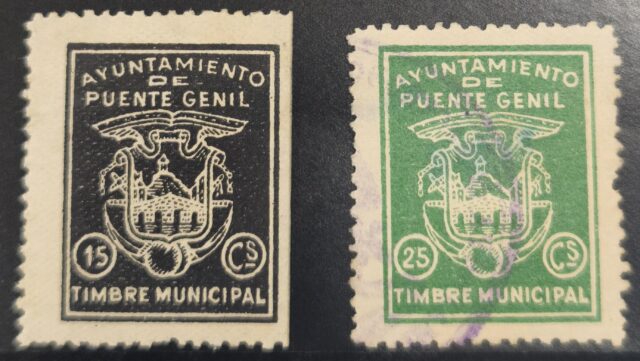 AYUNTAMIENTO
DE
PUENTE GENIL
15 Cs
TIMBRE MUNICIPAL
AYUNTAMIENTO
DE
PUENTE GENIL
25 Cs
TIMBRE MUNICIPAL